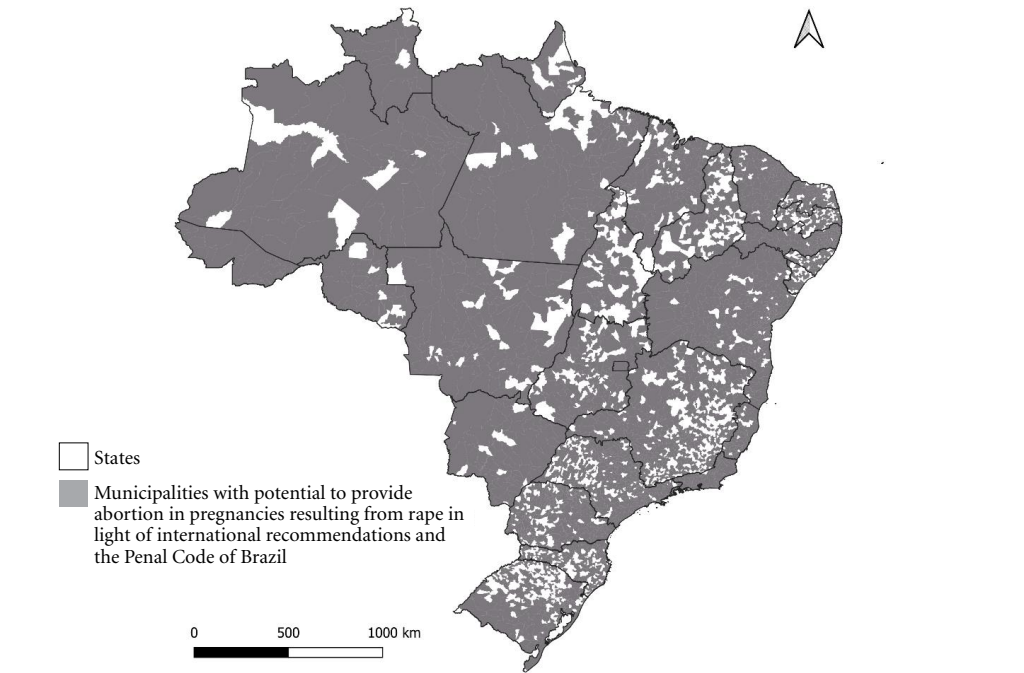 States
Municipalities with potential to provide
abortion in pregnancies resulting from rape in
light of international recommendations and
the Penal Code of Brazil
0 500 1000 km